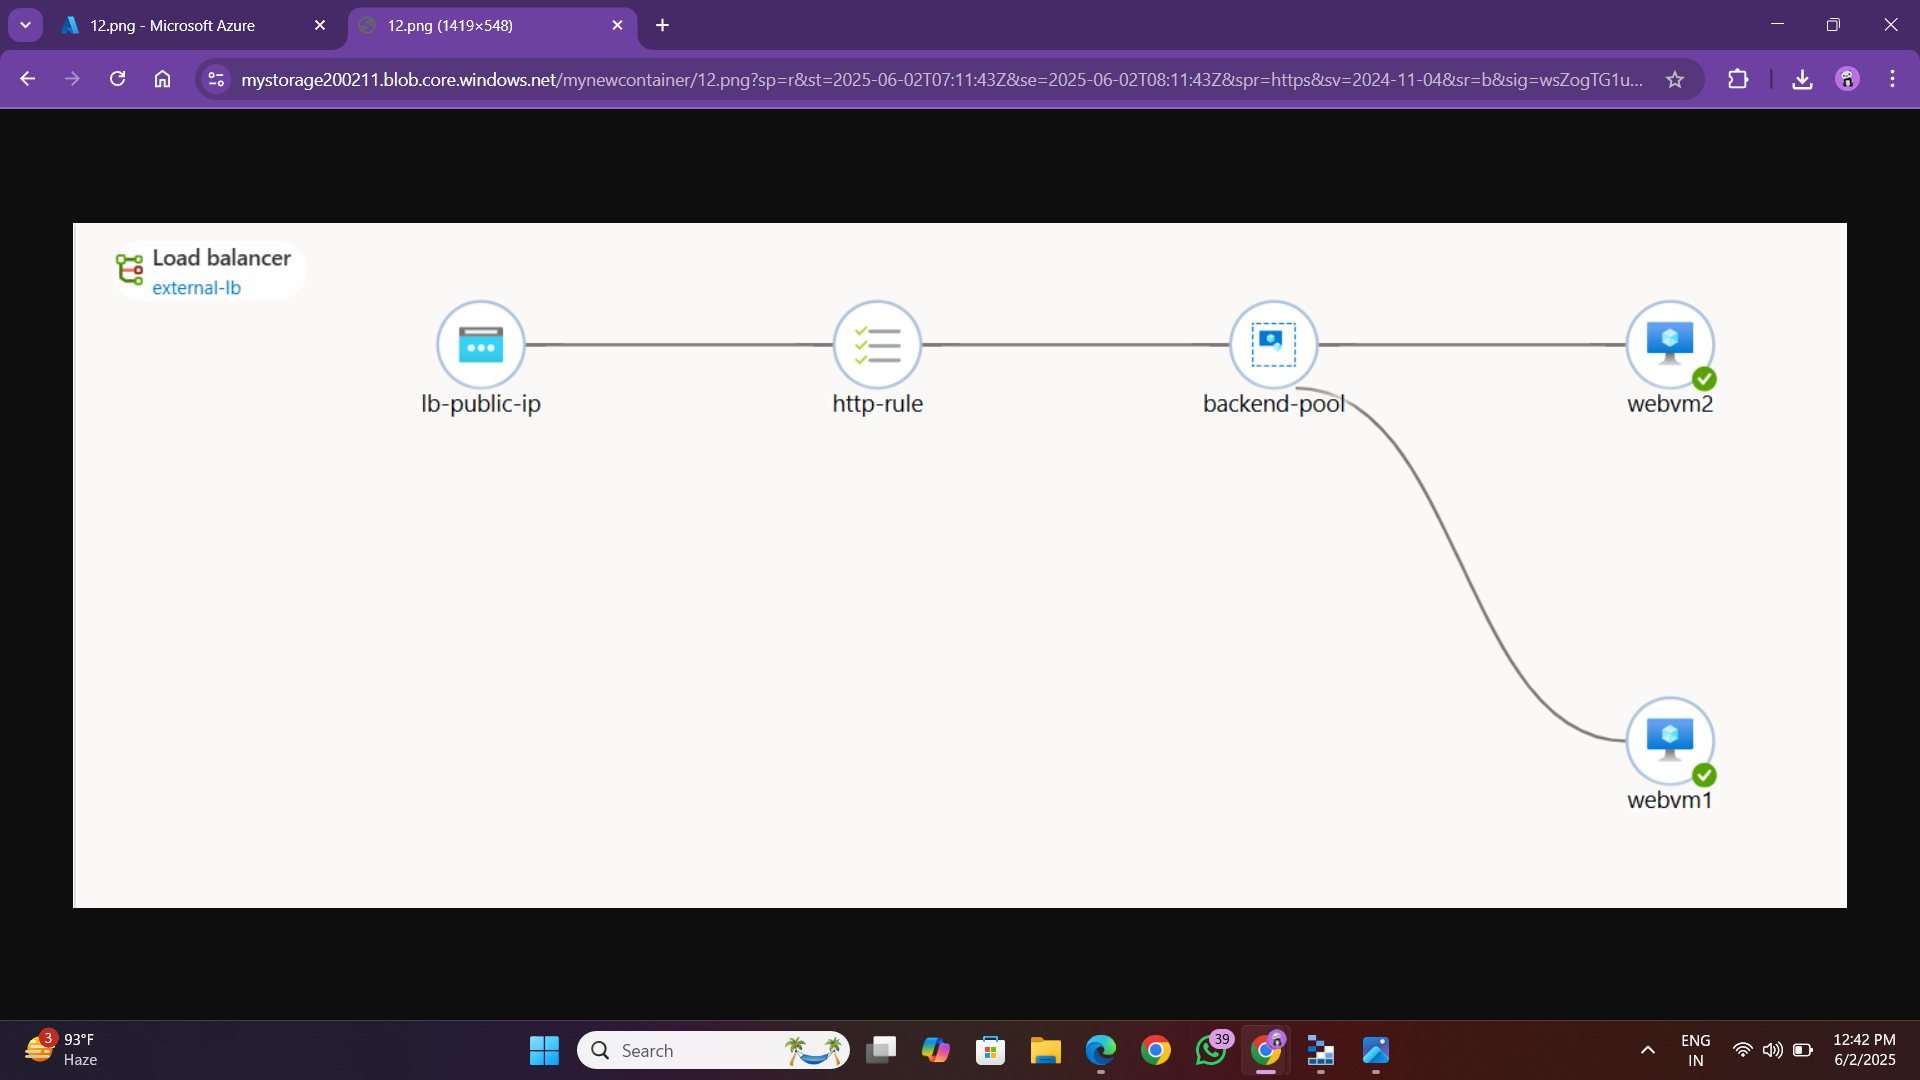 12.png - Microsoft Azure
12.png (1419×548)
mystorage200211.blob.core.windows.net/mynewcontainer/12.png?sp=r&st=2025-06-02T07:11:43Z&se=2025-06-02T08:11:43Z&spr=https&sv=2024-11-04&sr=b&sig=wsZogTG1u...
Load balancer
external-lb
lb-public-ip
http-rule
backend-pool
webvm2
webvm1
3
93°F
Haze
Search
39
ENG
IN
12:42 PM
6/2/2025